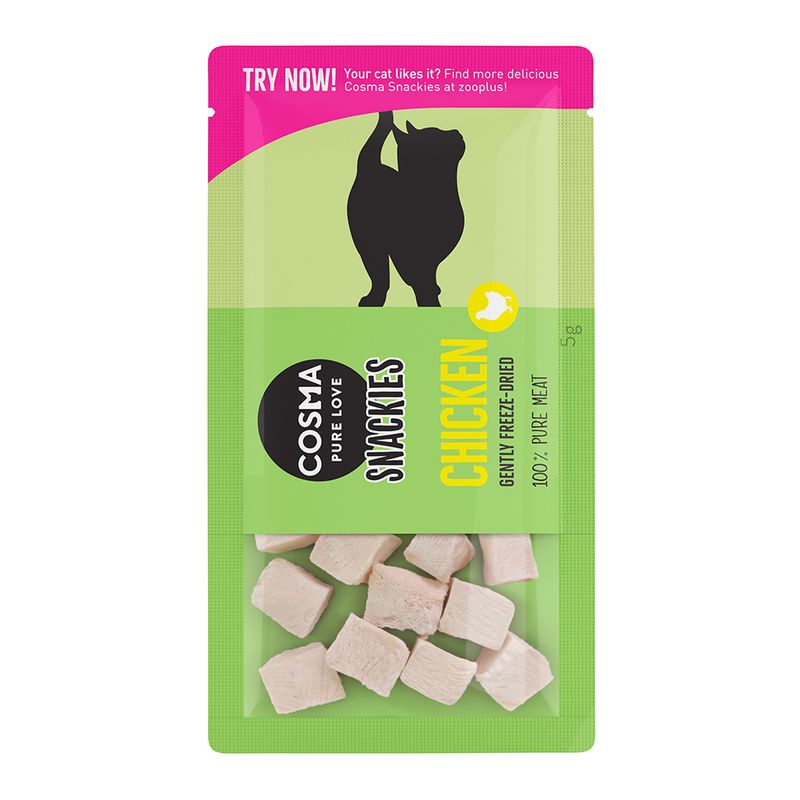 TRY NOW!
Your cat likes it? Find more delicious
Cosma Snackies at zooplus!
COSMA
PURE LOVE
SNACKIES
CHICKEN
GENTLY FREEZE-DRIED
100% PURE MEAT
5g